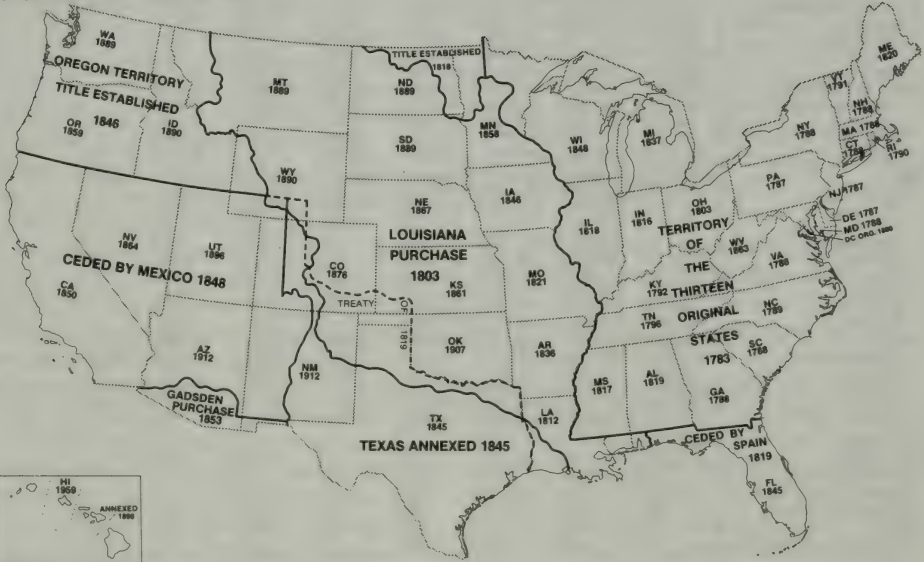 WA
1889
OREGON TERRITORY
TITLE ESTABLISHED
1846
OR
1859
ID
1890
MT
1889
TITLE ESTABLISHED
1818
ND
1889
SD
1889
WY
1890
NE
1867
LOUISIANA
PURCHASE
1803
MN
1858
IA
1846
WI
1848
MI
1837
IL
1818
IN
1816
OH
1803
TERRITORY
OF
THE
THIRTEEN
ORIGINAL
STATES
1783
ME
1820
VT
1791
NH
1788
NY
1788
MA 1788
CT
1788
RI
1790
PA
1787
NJ 1787
DE 1787
MD 1788
DC ORG.
WV
1863
VA
1788
KY
1792
TN
1796
NC
1789
SC
1788
GA
1788
NV
1864
UT
1896
CEDED BY MEXICO 1848
CA
1850
CO
1876
TREATY
OF
1819
KS
1861
MO
1821
AZ
1912
NM
1912
OK
1907
AR
1836
GADSDEN
PURCHASE
1853
TX
1845
TEXAS ANNEXED 1845
LA
1812
MS
1817
AL
1819
CEDED BY
SPAIN
1819
FL
1845
HI
1959
ANNEXED